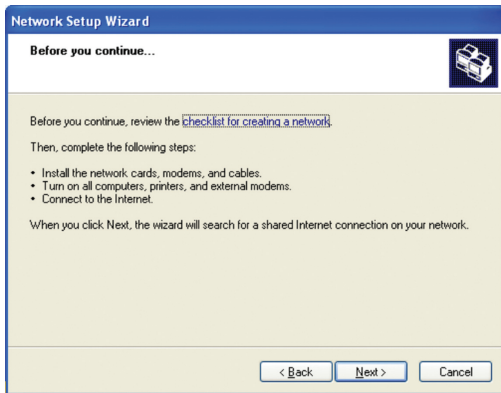 Network Setup Wizard
Before you continue...
Before you continue, review the checklist for creating a network.
Then, complete the following steps:
• Install the network cards, modems, and cables.
• Turn on all computers, printers, and external modems.
• Connect to the Internet.
When you click Next, the wizard will search for a shared Internet connection on your network.
< Back
Next >
Cancel